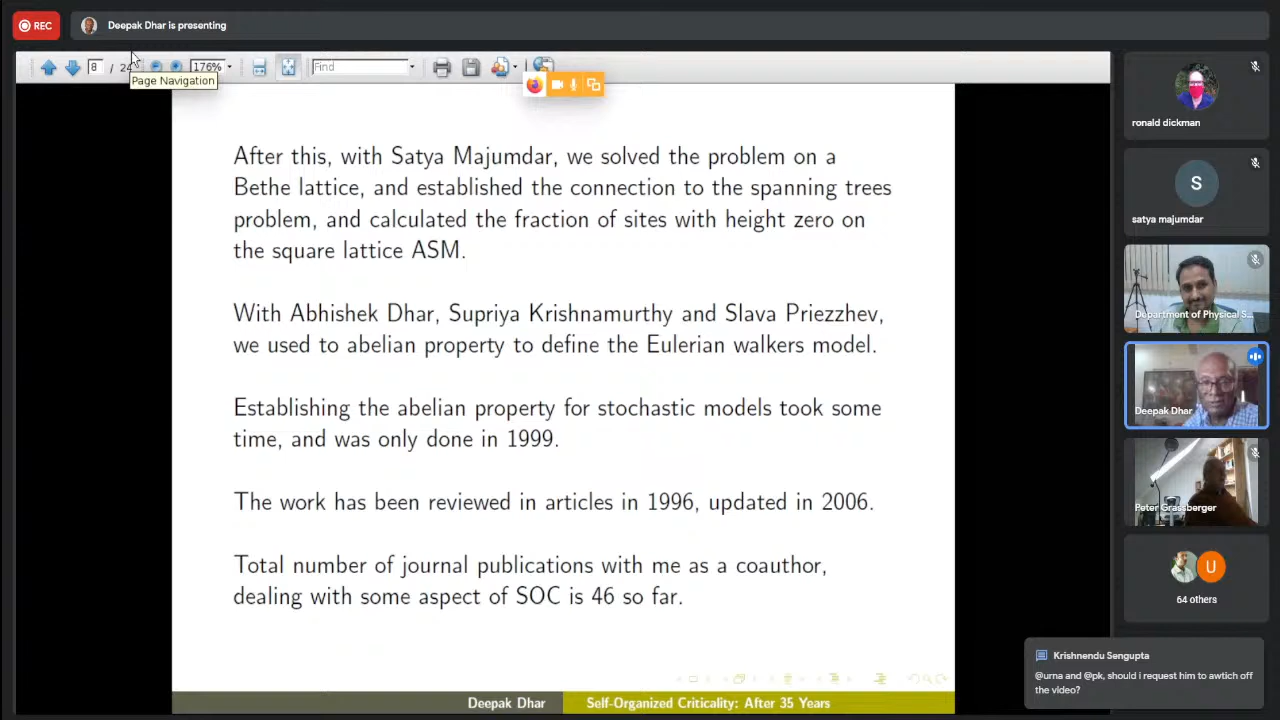 REC
Deepak Dhar is presenting
8 / 24
176%
Find
Page Navigation
After this, with Satya Majumdar, we solved the problem on a
Bethe lattice, and established the connection to the spanning trees
problem, and calculated the fraction of sites with height zero on
the square lattice ASM.
With Abhishek Dhar, Supriya Krishnamurthy and Slava Priezzhev,
we used to abelian property to define the Eulerian walkers model.
Establishing the abelian property for stochastic models took some
time, and was only done in 1999.
The work has been reviewed in articles in 1996, updated in 2006.
Total number of journal publications with me as a coauthor,
dealing with some aspect of SOC is 46 so far.
Deepak Dhar
Self-Organized Criticality: After 35 Years
ronald dickman
S
satya majumdar
Department of Physical S...
Deepak Dhar
Peter Grassberger
U
64 others
Krishnendu Sengupta
@urna and @pk, should i request him to awtich off
the video?